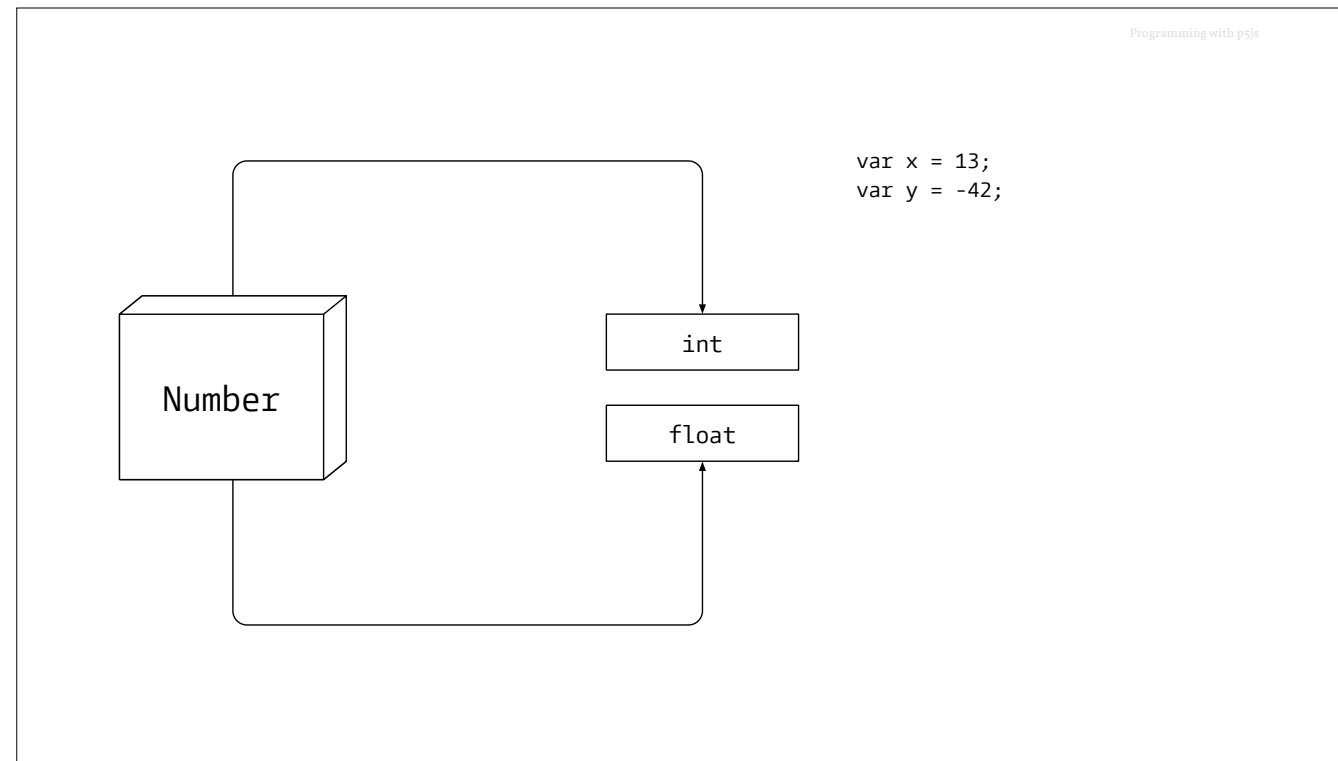 Programming with p5js
var x = 13;
var y = -42;
int
Number
float